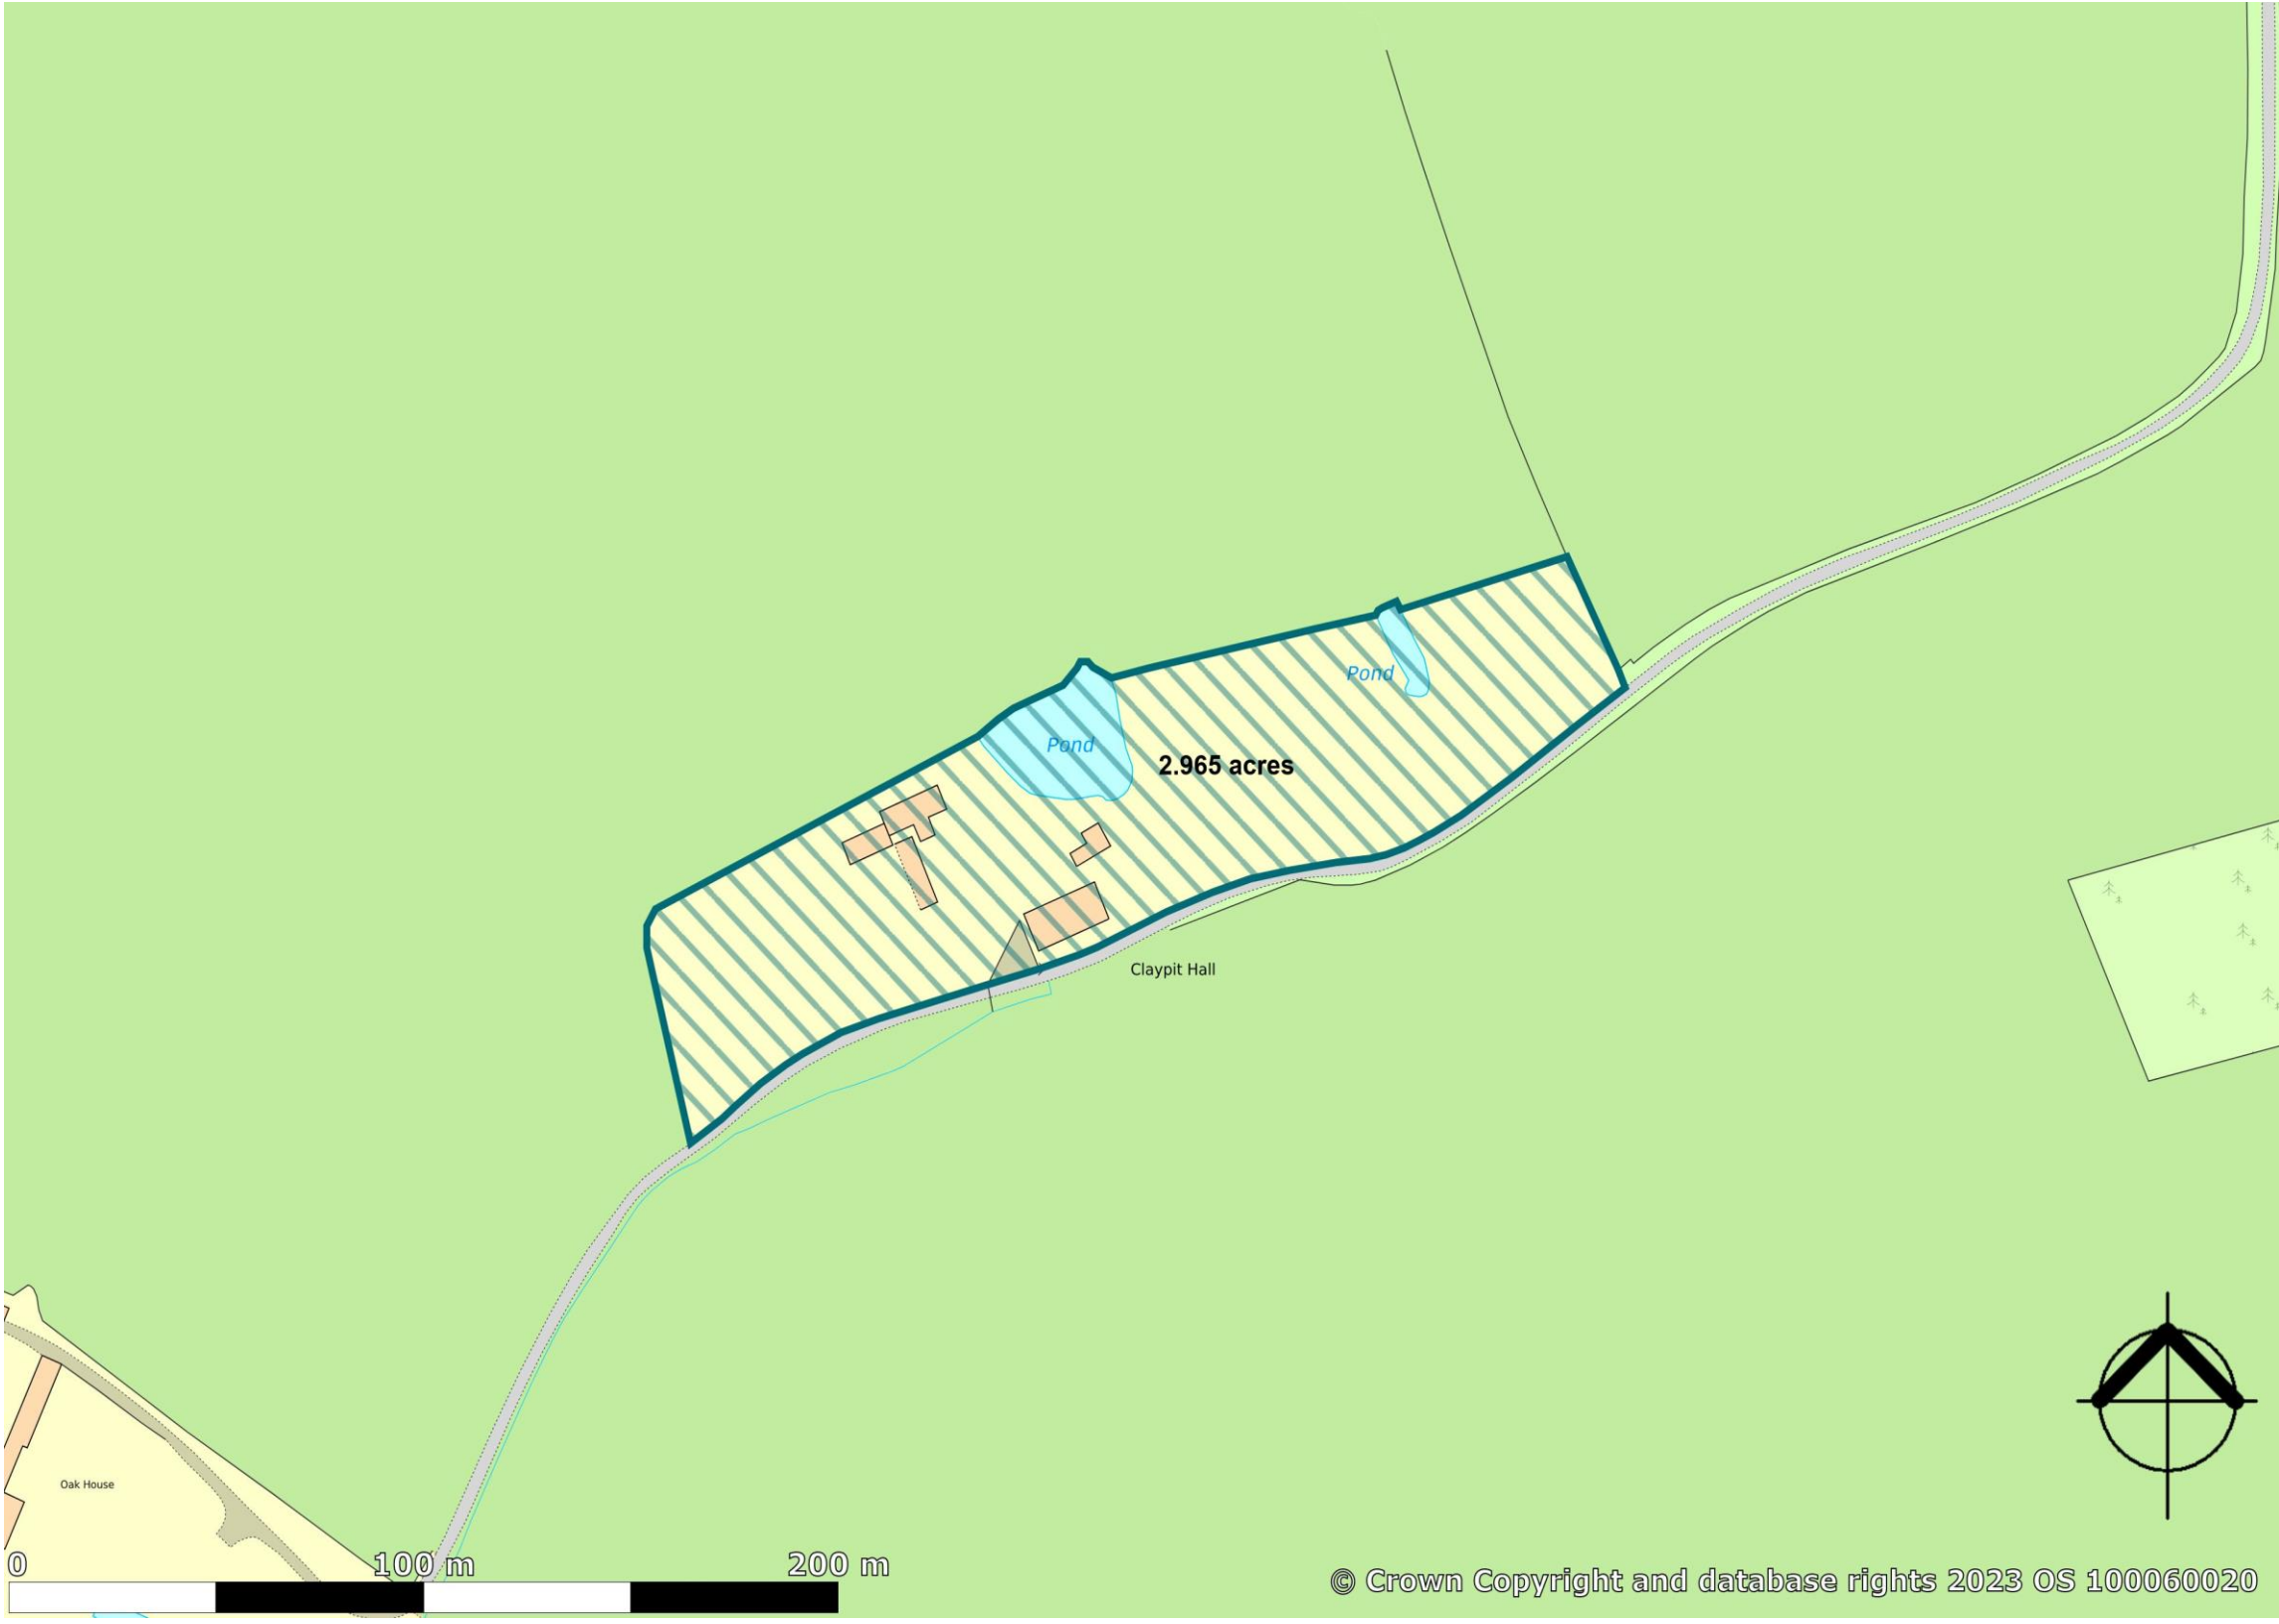 Pond
Pond
2.965 acres
Claypit Hall
Oak House
0 100 m 200 m
© Crown Copyright and database rights 2023 OS 100060020